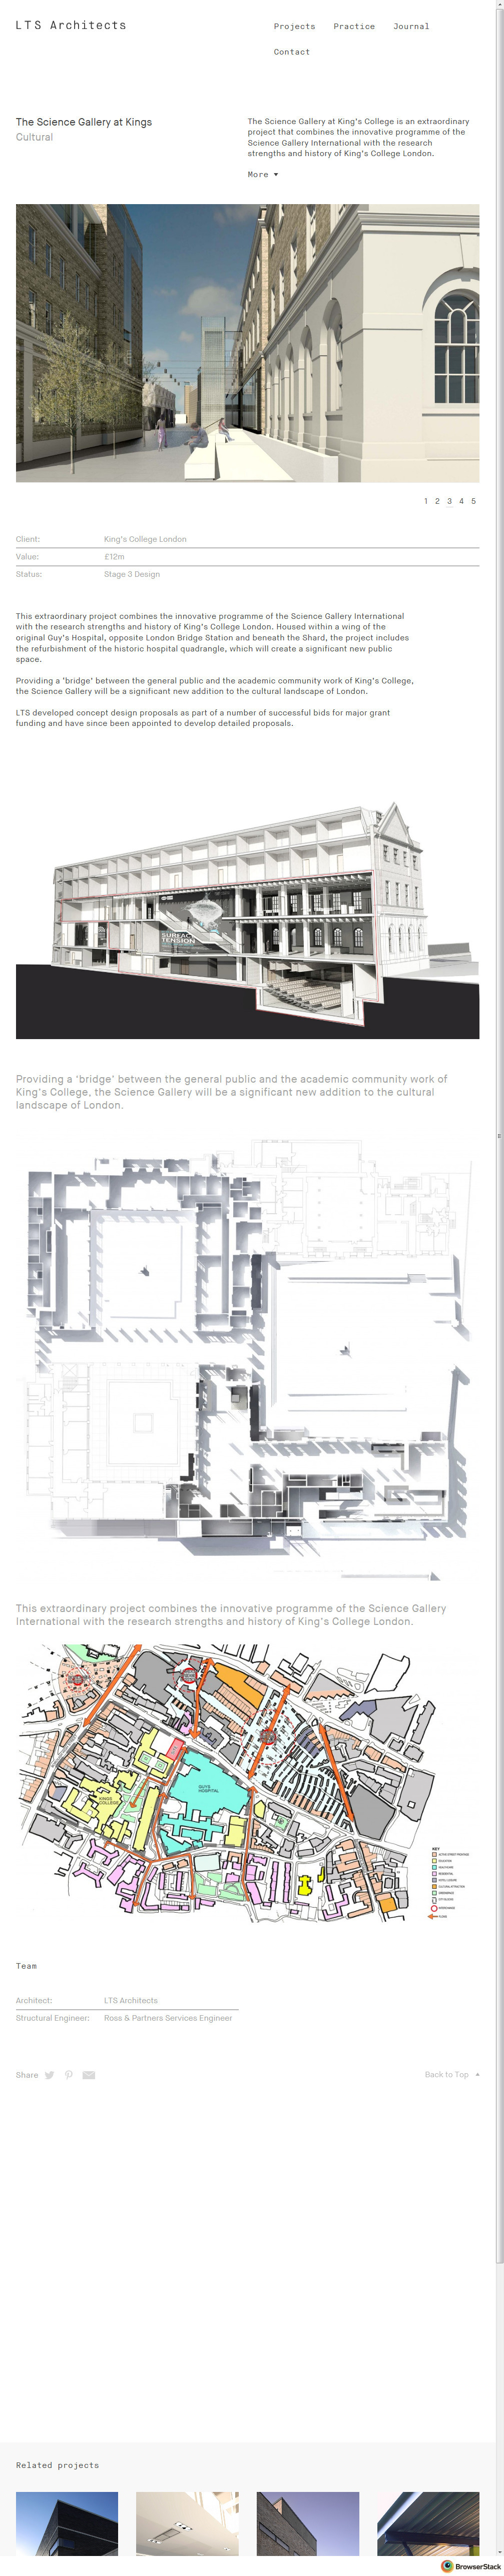 LTS Architects
Projects Practice Journal
Contact
The Science Gallery at Kings
Cultural
The Science Gallery at King's College is an extraordinary
project that combines the innovative programme of the
Science Gallery International with the research
strengths and history of King's College London.
More
1 2 3 4 5
Client: King's College London
Value: £12m
Status: Stage 3 Design
This extraordinary project combines the innovative programme of the Science Gallery International
with the research strengths and history of King's College London. Housed within a wing of the
original Guy's Hospital, opposite London Bridge Station and beneath the Shard, the project includes
the refurbishment of the historic hospital quadrangle, which will create a significant new public
space.
Providing a 'bridge' between the general public and the academic community work of King's College,
the Science Gallery will be a significant new addition to the cultural landscape of London.
LTS developed concept design proposals as part of a number of successful bids for major grant
funding and have since been appointed to develop detailed proposals.
SURFACE
TENSION
Providing a 'bridge' between the general public and the academic community work of
King's College, the Science Gallery will be a significant new addition to the cultural
landscape of London.
This extraordinary project combines the innovative programme of the Science Gallery
International with the research strengths and history of King's College London.
KINGS
COLLEGE
GUYS
HOSPITAL
KEY
Team
Architect: LTS Architects
Structural Engineer: Ross & Partners Services Engineer
Share
Back to Top
Related projects
BrowserStack